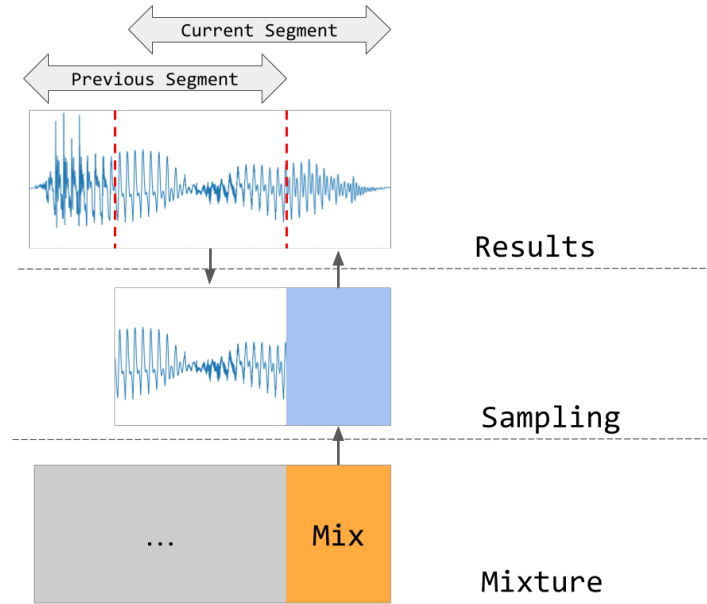 Current Segment
Previous Segment
Results
Sampling
...
Mix
Mixture